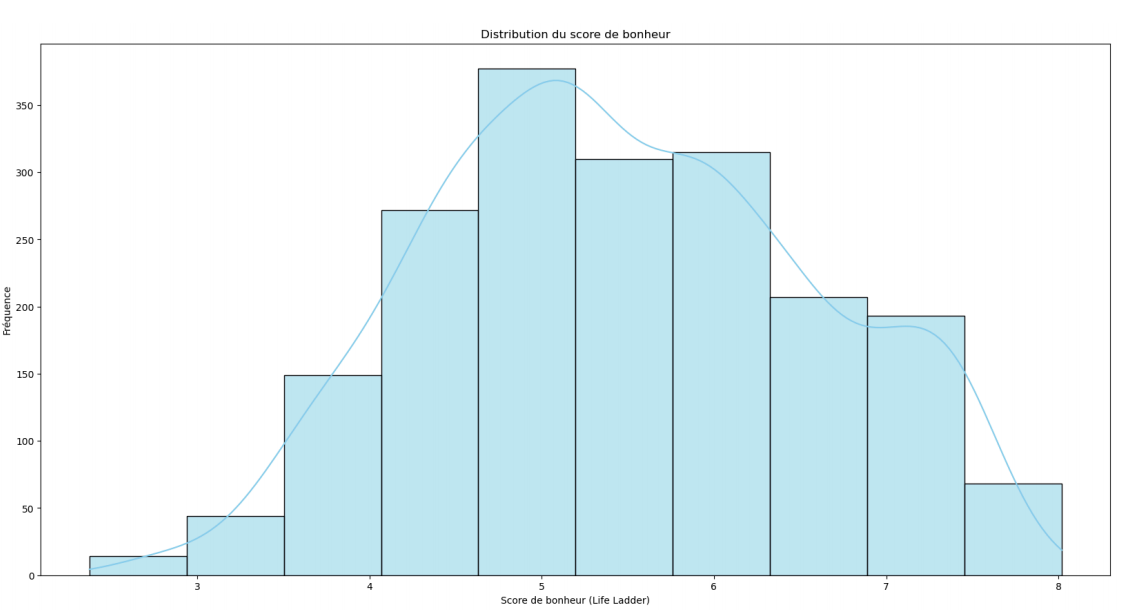 Distribution du score de bonheur
Fréquence
350
300
250
200
150
100
50
0
3 4 5 6 7 8
Score de bonheur (Life Ladder)